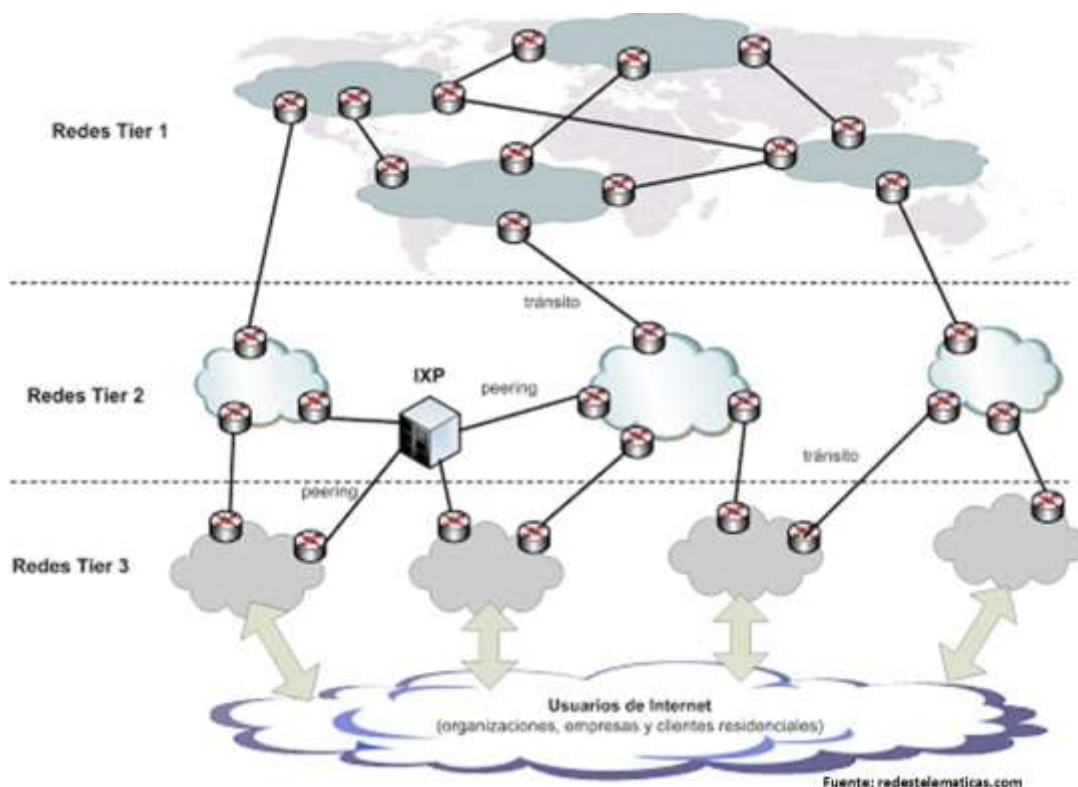 Redes Tier 1
tránsito
IXP
peering
Redes Tier 2
tránsito
peering
Redes Tier 3
Usuarios de Internet
(organizaciones, empresas y clientes residenciales)
Fuente: redestelematicas.com